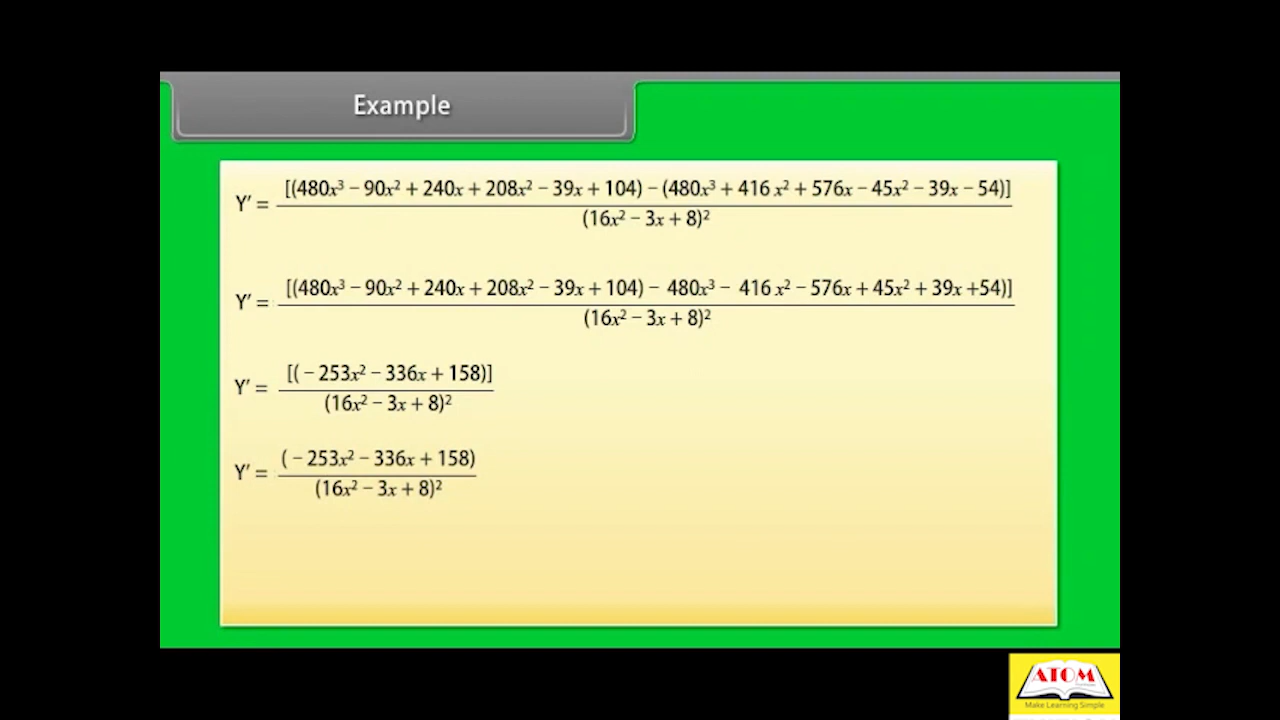 Example
Y′ = [(480x³ − 90x² + 240x + 208x² − 39x + 104) − (480x³ + 416 x² + 576x − 45x² − 39x − 54)]
(16x² − 3x + 8)²
Y′ = [(480x³ − 90x² + 240x + 208x² − 39x + 104) − 480x³ − 416 x² − 576x + 45x² + 39x +54)]
(16x² − 3x + 8)²
Y′ = [( − 253x² − 336x + 158)]
(16x² − 3x + 8)²
Y′ = ( − 253x² − 336x + 158)
(16x² − 3x + 8)²
ATOM
Make Learning Simple